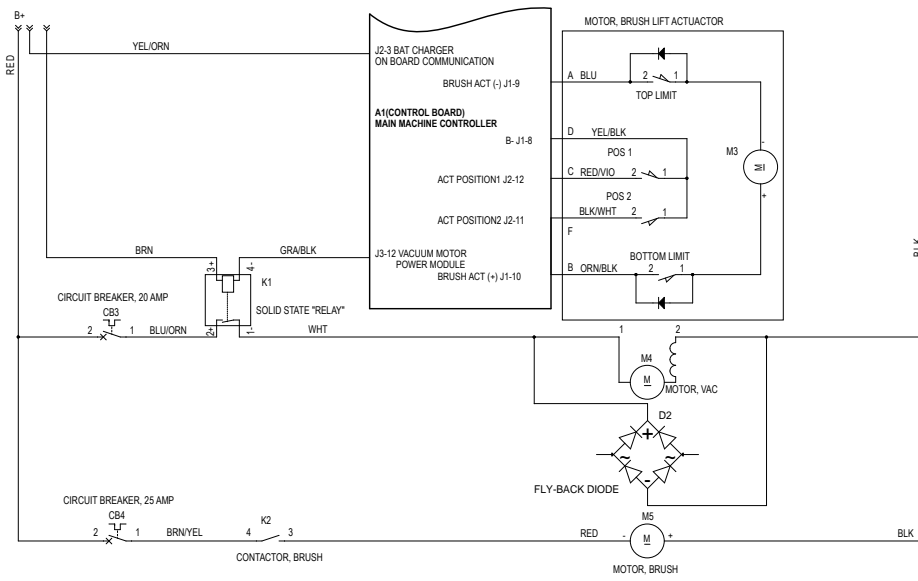 B+
RED
YEL/ORN
J2-3 BAT CHARGER
ON BOARD COMMUNICATION
BRUSH ACT (-) J1-9
A1(CONTROL BOARD)
MAIN MACHINE CONTROLLER
B- J1-8
ACT POSITION1 J2-12
ACT POSITION2 J2-11
J3-12 VACUUM MOTOR
POWER MODULE
BRUSH ACT (+) J1-10
MOTOR, BRUSH LIFT ACTUACTOR
A BLU
2 1
TOP LIMIT
D YEL/BLK
POS 1
C RED/VIO 2 1
POS 2
BLK/WHT 2 1
F
BOTTOM LIMIT
B ORN/BLK 2 1
M3
-
M
+
BLK
BRN
GRA/BLK
3+
4-
K1
SOLID STATE "RELAY"
2+
1-
CIRCUIT BREAKER, 20 AMP
CB3
2 1 BLU/ORN
WHT
1 2
M4
M
MOTOR, VAC
D2
+
~ ~
-
FLY-BACK DIODE
CIRCUIT BREAKER, 25 AMP
CB4
2 1 BRN/YEL
K2
4 3
CONTACTOR, BRUSH
RED
M5
- M +
MOTOR, BRUSH
BLK